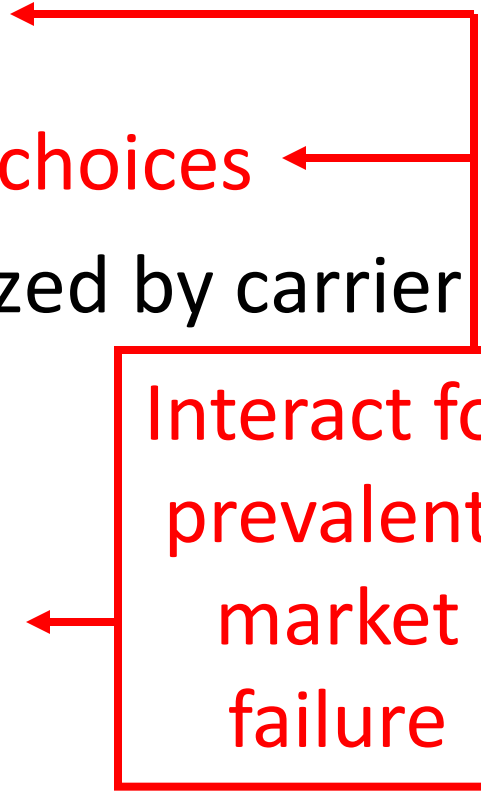 choices
zed by carrier
Interact fo
prevalent
market
failure